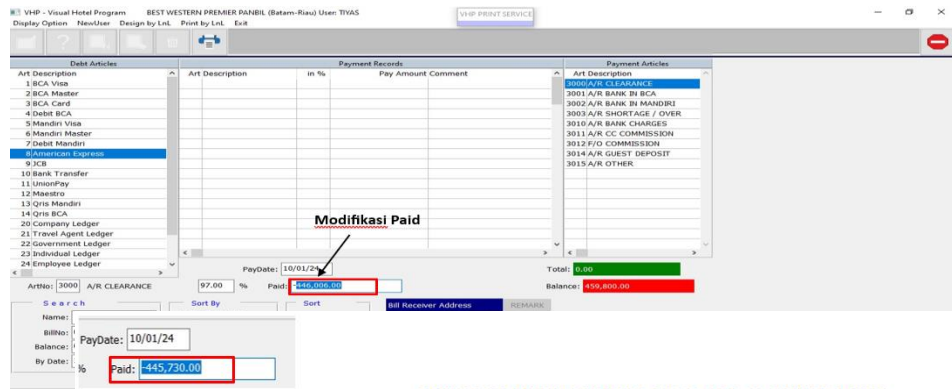 VHP - Visual Hotel Program BEST WESTERN PREMIER PANBIL (Batam-Riau) User: TIYAS
VHP PRINT SERVICE
Display Option NewUser Design by LnL Print by LnL Exit
Debt Articles Payment Records Payment Articles
Art Description Art Description in % Pay Amount Comment Art Description
1 BCA Visa 3000 A/R CLEARANCE
2 BCA Master 3001 A/R BANK IN BCA
3 BCA Card 3002 A/R BANK IN MANDIRI
4 Debit BCA 3003 A/R SHORTAGE / OVER
5 Mandiri Visa 3010 A/R BANK CHARGES
6 Mandiri Master 3011 A/R CC COMMISSION
7 Debit Mandiri 3012 F/O COMMISSION
8 American Express 3014 A/R GUEST DEPOSIT
9 JCB 3015 A/R OTHER
10 Bank Transfer
11 UnionPay
12 Maestro
13 Qris Mandiri
14 Qris BCA
20 Company Ledger
21 Travel Agent Ledger
22 Government Ledger
23 Individual Ledger
24 Employee Ledger
Modifikasi Paid
PayDate: 10/01/24 Total: 0.00
ArtNo: 3000 A/R CLEARANCE 97.00 % Paid: -446,006.00 Balance: 459,800.00
Search Sort By Sort Bill Receiver Address REMARK
Name:
BillNo:
Balance:
By Date:
PayDate: 10/01/24
% Paid: -445,730.00